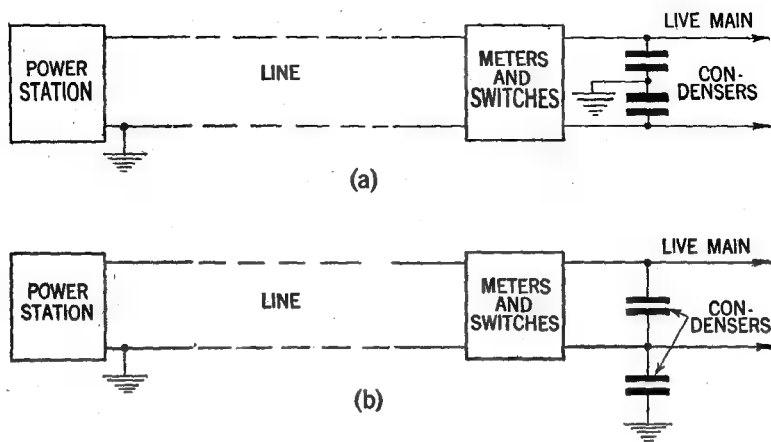 LIVE MAIN
POWER
STATION
LINE
METERS
AND
SWITCHES
CON-
DENSERS
(a)
LIVE MAIN
POWER
STATION
LINE
METERS
AND
SWITCHES
CON-
DENSERS
(b)